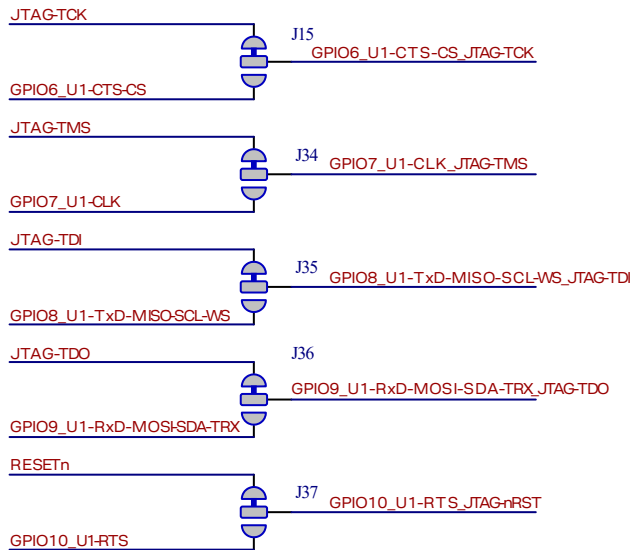 JTAG-TCK
J15
GPIO6_U1-CTS-CS_JTAG-TCK
GPIO6_U1-CTS-CS
JTAG-TMS
J34
GPIO7_U1-CLK_JTAG-TMS
GPIO7_U1-CLK
JTAG-TDI
J35
GPIO8_U1-TxD-MISO-SCL-WS_JTAG-TDI
GPIO8_U1-TxD-MISO-SCL-WS
JTAG-TDO
J36
GPIO9_U1-RxD-MOSI-SDA-TRX_JTAG-TDO
GPIO9_U1-RxD-MOSI-SDA-TRX
RESETn
J37
GPIO10_U1-RTS_JTAG-nRST
GPIO10_U1-RTS